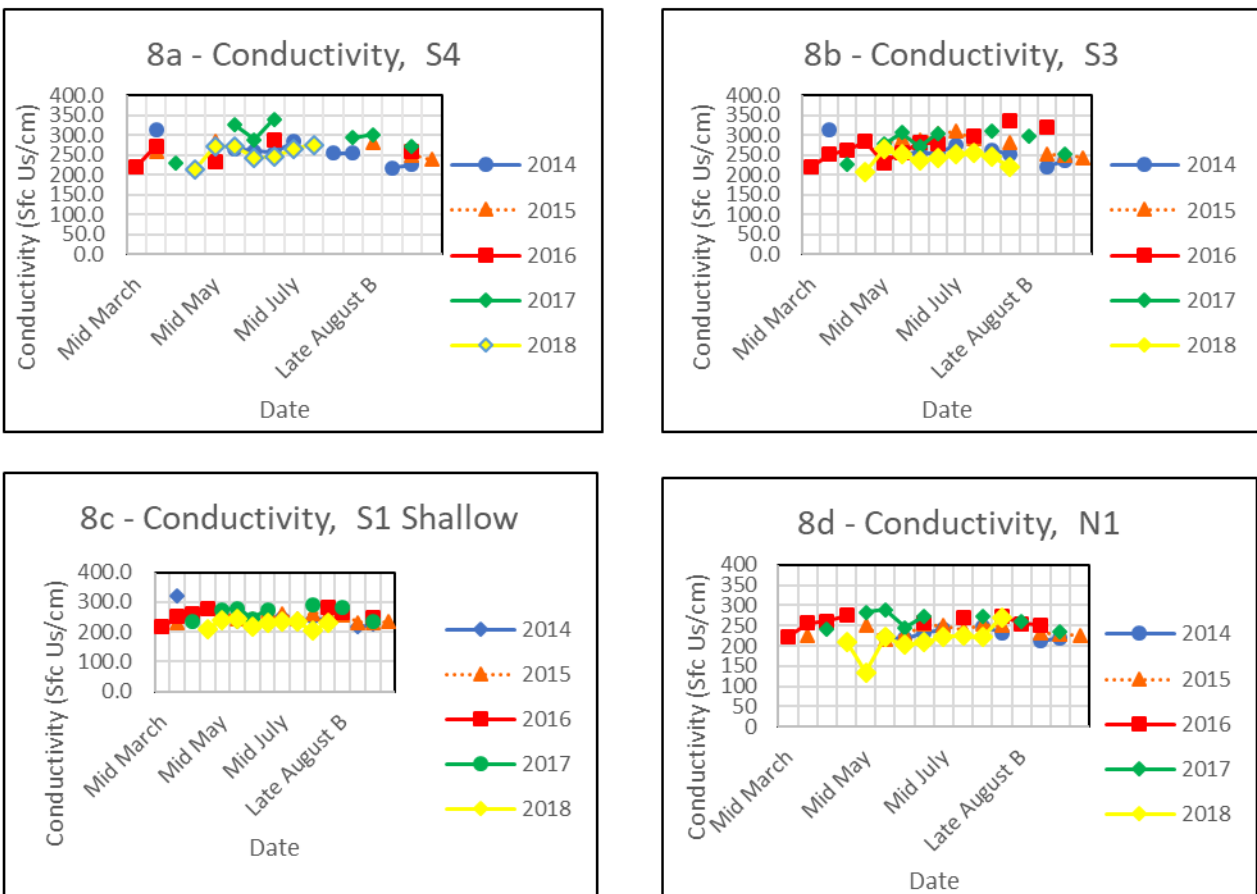 8a - Conductivity, S4
Conductivity (Sfc Us/cm)
400.0
350.0
300.0
250.0
200.0
150.0
100.0
50.0
0.0
Mid March
Mid May
Mid July
Late August B
Date
2014
2015
2016
2017
2018
8b - Conductivity, S3
Conductivity (Sfc Us/cm)
400.0
350.0
300.0
250.0
200.0
150.0
100.0
50.0
0.0
Mid March
Mid May
Mid July
Late August B
Date
2014
2015
2016
2017
2018
8c - Conductivity, S1 Shallow
Conductivity (Sfc Us/cm)
400.0
300.0
200.0
100.0
0.0
Mid March
Mid May
Mid July
Late August B
Date
2014
2015
2016
2017
2018
8d - Conductivity, N1
Conductivity (Sfc Us/cm)
400
350
300
250
200
150
100
50
0
Mid March
Mid May
Mid July
Late August B
Date
2014
2015
2016
2017
2018